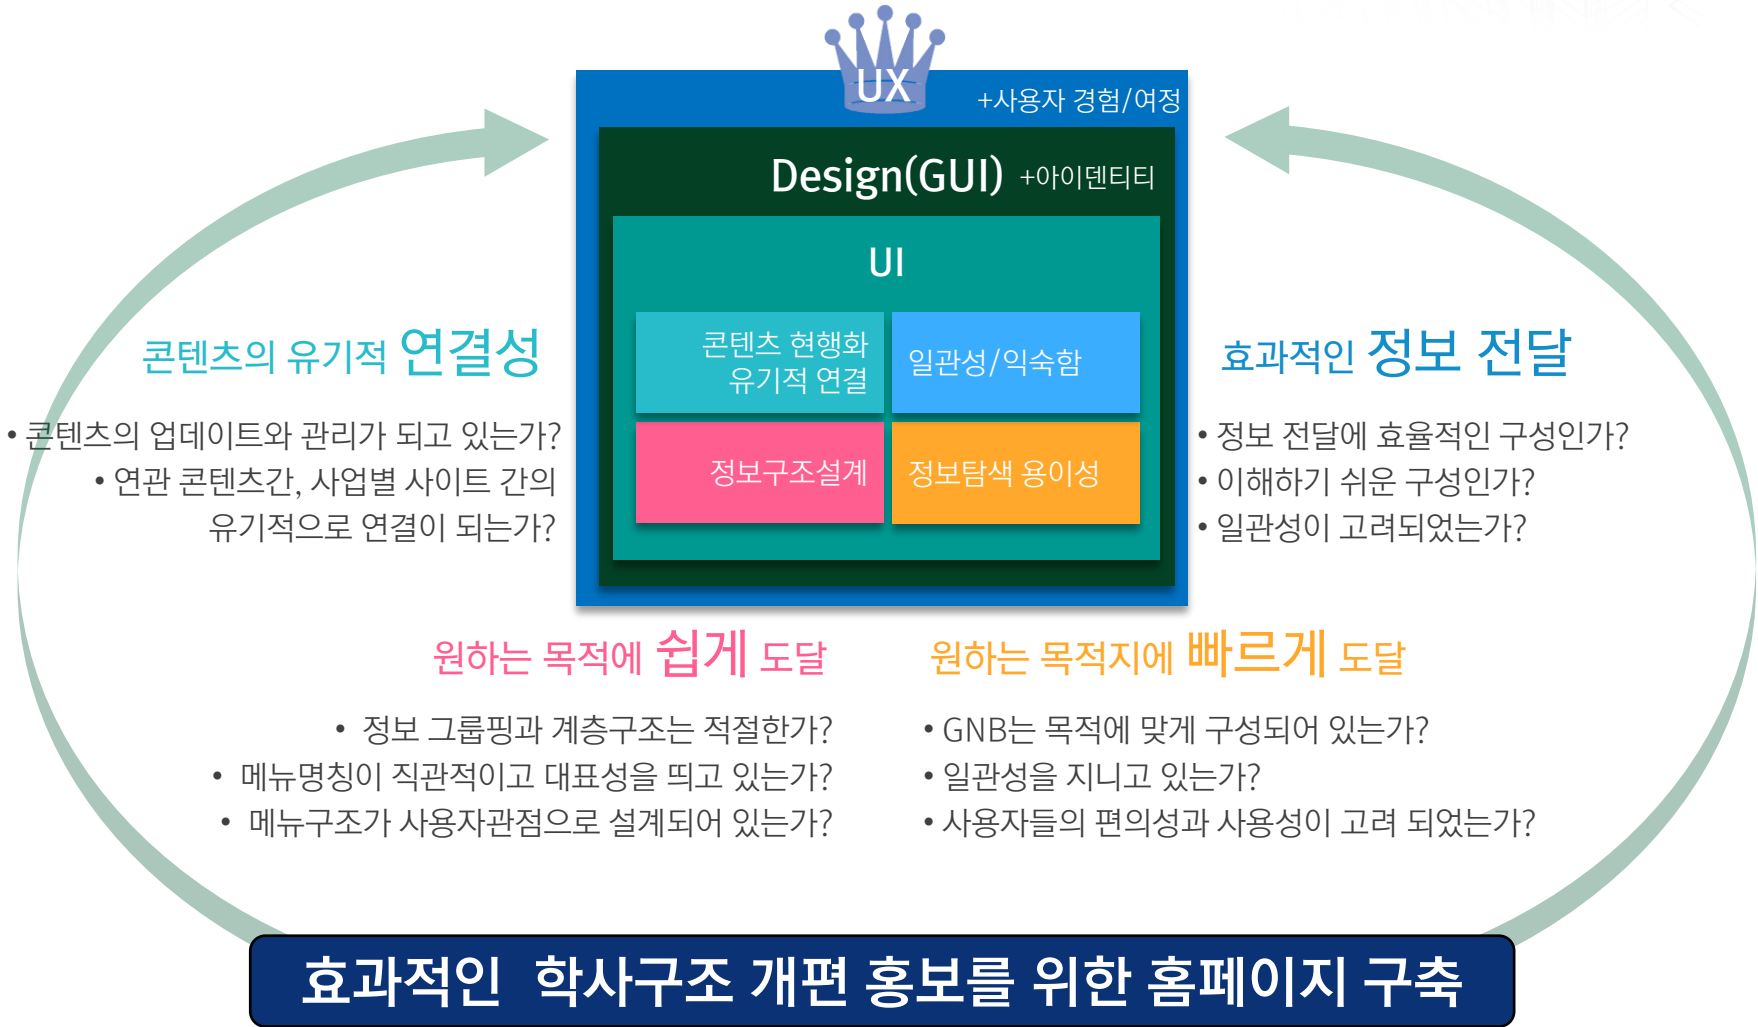 UX
+사용자 경험/여정
Design(GUI) +아이덴티티
UI
콘텐츠 현행화
유기적 연결
일관성/익숙함
정보구조설계
정보탐색 용이성
콘텐츠의 유기적 연결성
• 콘텐츠의 업데이트와 관리가 되고 있는가?
• 연관 콘텐츠간, 사업별 사이트 간의
유기적으로 연결이 되는가?
효과적인 정보 전달
• 정보 전달에 효율적인 구성인가?
• 이해하기 쉬운 구성인가?
• 일관성이 고려되었는가?
원하는 목적에 쉽게 도달
• 정보 그룹핑과 계층구조는 적절한가?
• 메뉴명칭이 직관적이고 대표성을 띄고 있는가?
• 메뉴구조가 사용자관점으로 설계되어 있는가?
원하는 목적지에 빠르게 도달
• GNB는 목적에 맞게 구성되어 있는가?
• 일관성을 지니고 있는가?
• 사용자들의 편의성과 사용성이 고려 되었는가?
효과적인 학사구조 개편 홍보를 위한 홈페이지 구축